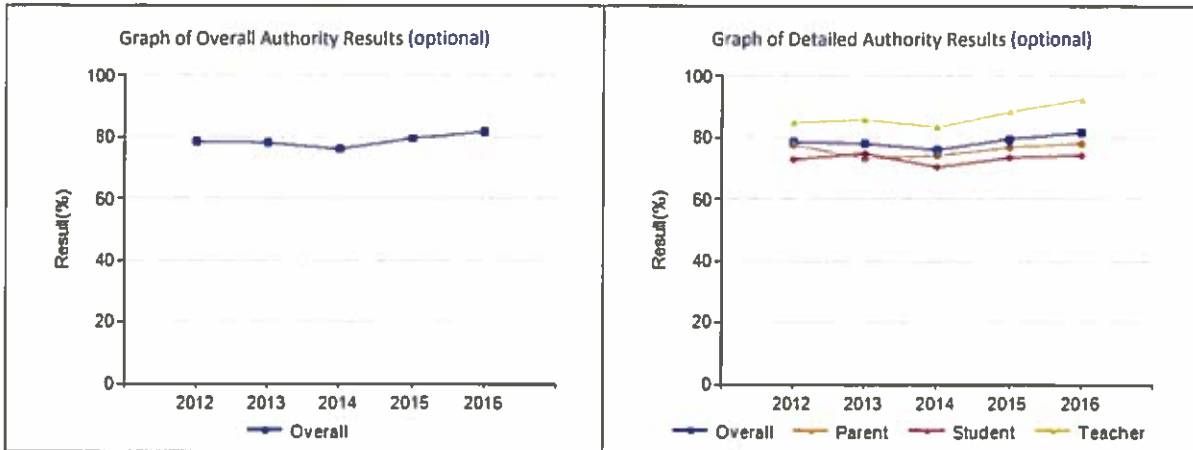 Graph of Overall Authority Results (optional)
100
80
60
40
20
0
Result(%)
2012 2013 2014 2015 2016
Overall
Graph of Detailed Authority Results (optional)
100
80
60
40
20
0
Result(%)
2012 2013 2014 2015 2016
Overall Parent Student Teacher